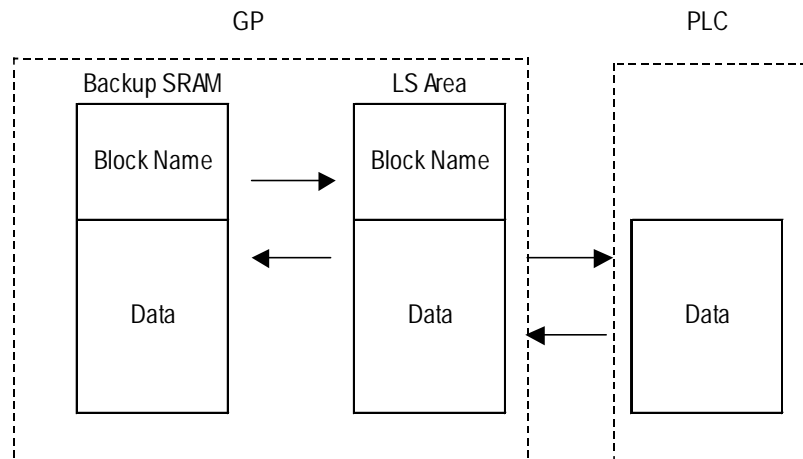 GP PLC
Backup SRAM LS Area
Block Name Block Name
Data Data Data